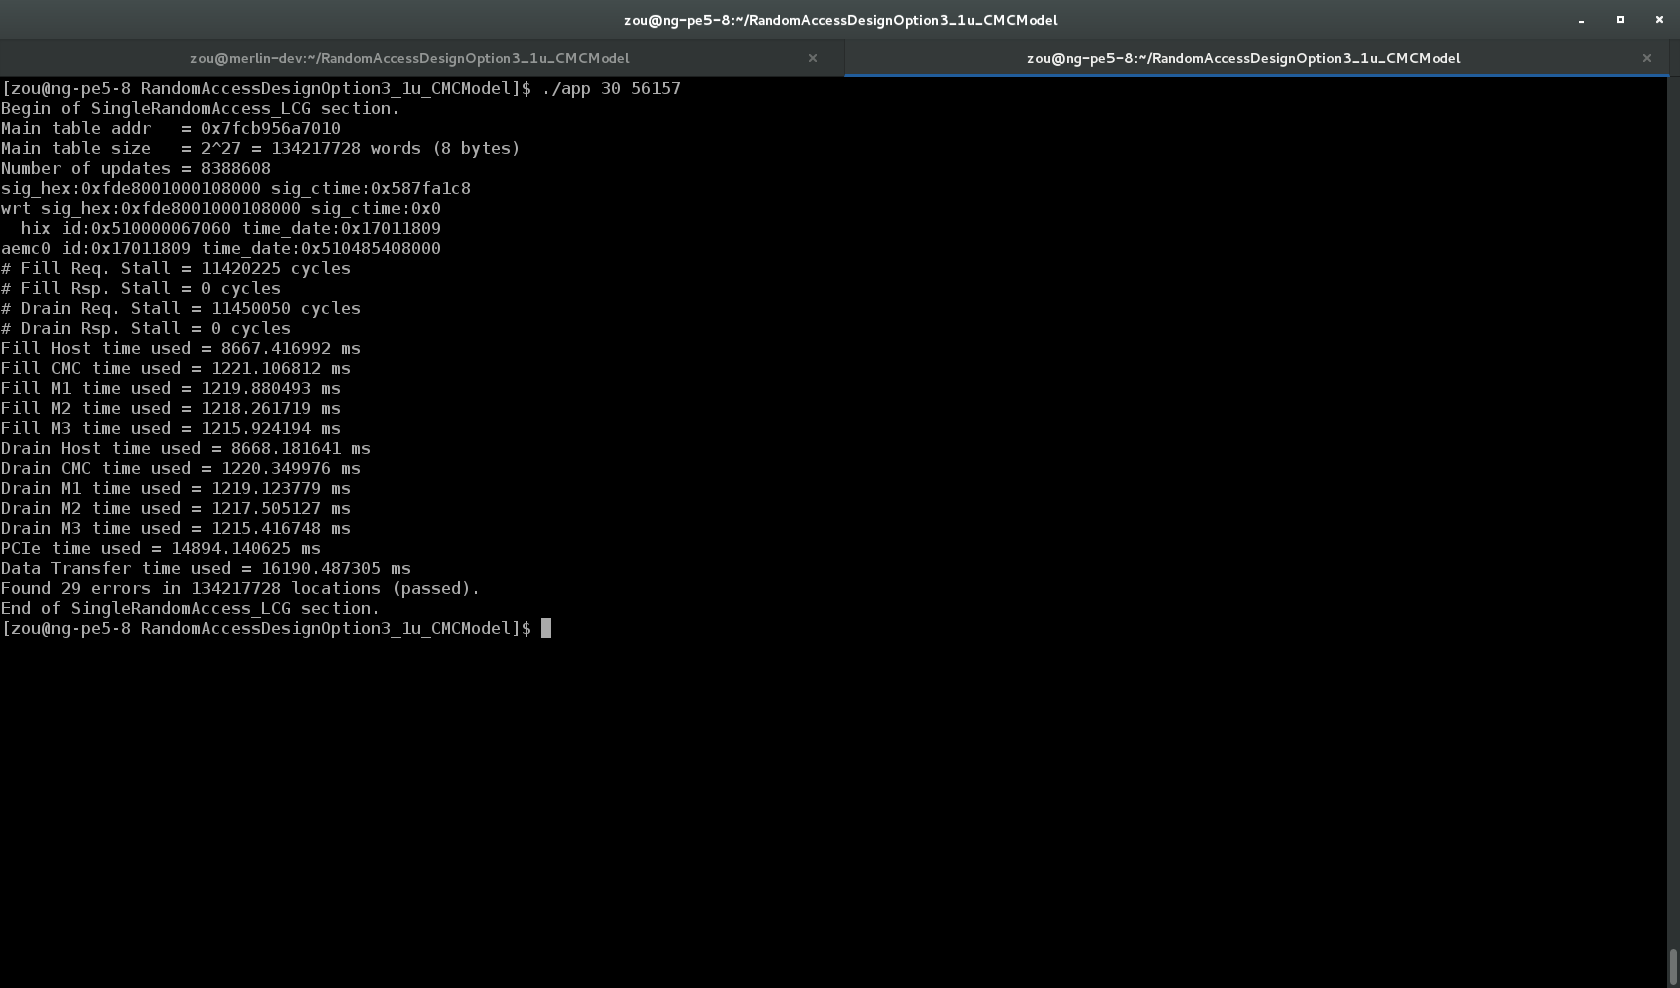 zou@ng-pe5-8:~/RandomAccessDesignOption3_1u_CMCModel
zou@merlin-dev:~/RandomAccessDesignOption3_1u_CMCModel
zou@ng-pe5-8:~/RandomAccessDesignOption3_1u_CMCModel
[zou@ng-pe5-8 RandomAccessDesignOption3_1u_CMCModel]$ ./app 30 56157
Begin of SingleRandomAccess_LCG section.
Main table addr   = 0x7fcb956a7010
Main table size   = 2^27 = 134217728 words (8 bytes)
Number of updates = 8388608
sig_hex:0xfde8001000108000 sig_ctime:0x587fa1c8
wrt sig_hex:0xfde8001000108000 sig_ctime:0x0
  hix id:0x510000067060 time_date:0x17011809
aemc0 id:0x17011809 time_date:0x510485408000
# Fill Req. Stall = 11420225 cycles
# Fill Rsp. Stall = 0 cycles
# Drain Req. Stall = 11450050 cycles
# Drain Rsp. Stall = 0 cycles
Fill Host time used = 8667.416992 ms
Fill CMC time used = 1221.106812 ms
Fill M1 time used = 1219.880493 ms
Fill M2 time used = 1218.261719 ms
Fill M3 time used = 1215.924194 ms
Drain Host time used = 8668.181641 ms
Drain CMC time used = 1220.349976 ms
Drain M1 time used = 1219.123779 ms
Drain M2 time used = 1217.505127 ms
Drain M3 time used = 1215.416748 ms
PCIe time used = 14894.140625 ms
Data Transfer time used = 16190.487305 ms
Found 29 errors in 134217728 locations (passed).
End of SingleRandomAccess_LCG section.
[zou@ng-pe5-8 RandomAccessDesignOption3_1u_CMCModel]$